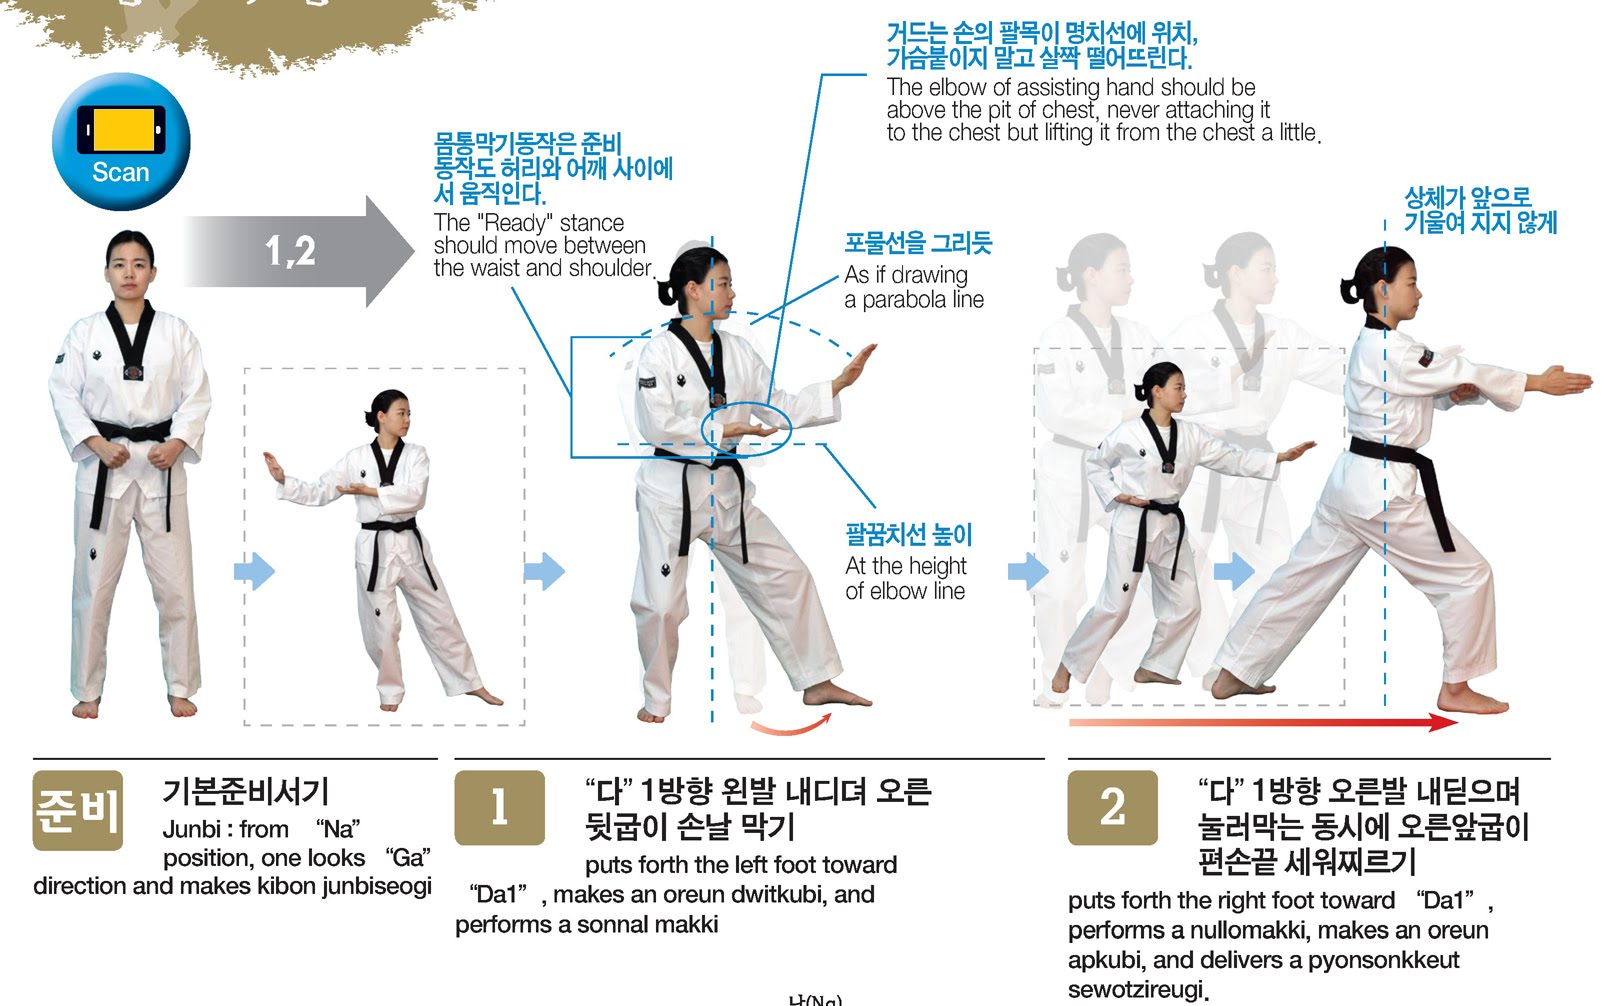 거드는 손의 팔목이 명치선에 위치,
가슴붙이지 말고 살짝 떨어뜨린다.
The elbow of assisting hand should be
above the pit of chest, never attaching it
to the chest but lifting it from the chest a little.
Scan
1,2
몸통막기동작은 준비
동작도 허리와 어깨 사이에
서 움직인다.
The "Ready" stance
should move between
the waist and shoulder.
포물선을 그리듯
As if drawing
a parabola line
상체가 앞으로
기울여 지지 않게
팔꿈치선 높이
At the height
of elbow line
준비
기본준비서기
Junbi : from “Na”
position, one looks “Ga”
direction and makes kibon junbiseogi
1
“다” 1방향 왼발 내디뎌 오른
뒷굽이 손날 막기
puts forth the left foot toward
“Da1” , makes an oreun dwitkubi, and
performs a sonnal makki
2
“다” 1방향 오른발 내딛으며
눌러막는 동시에 오른앞굽이
편손끝 세워찌르기
puts forth the right foot toward “Da1” ,
performs a nullomakki, makes an oreun
apkubi, and delivers a pyonsonkkeut
sewotzireugi.
나(Na)